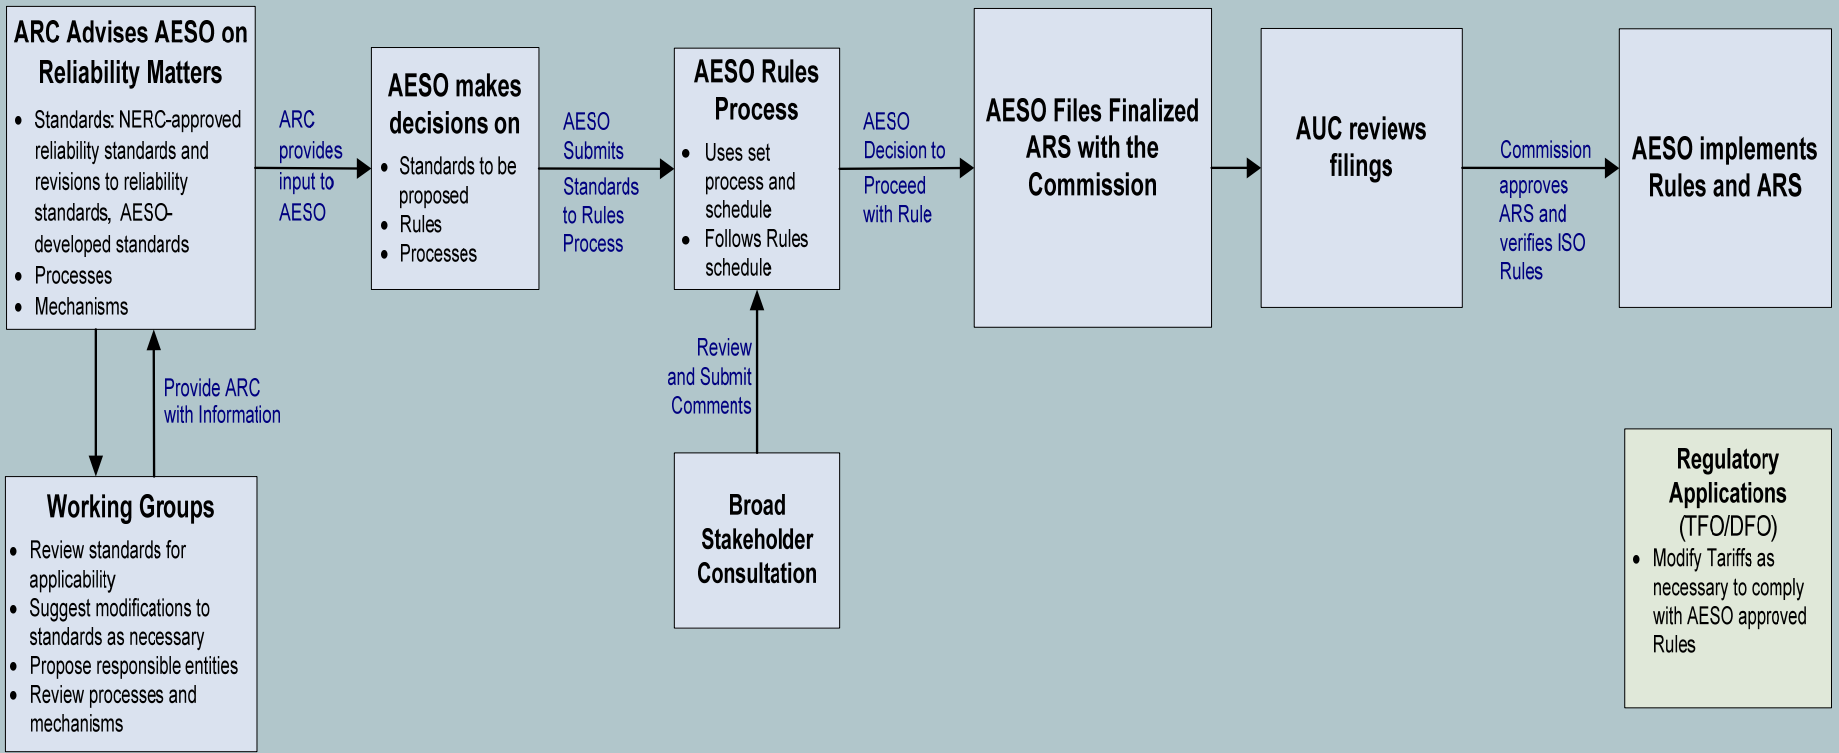 ARC Advises AESO on
Reliability Matters
• Standards: NERC-approved
reliability standards and
revisions to reliability
standards, AESO-
developed standards
• Processes
• Mechanisms
ARC
provides
input to
AESO
AESO makes
decisions on
• Standards to be
proposed
• Rules
• Processes
AESO
Submits
Standards
to Rules
Process
AESO Rules
Process
• Uses set
process and
schedule
• Follows Rules
schedule
AESO
Decision to
Proceed
with Rule
AESO Files Finalized
ARS with the
Commission
AUC reviews
filings
Commission
approves
ARS and
verifies ISO
Rules
AESO implements
Rules and ARS
Provide ARC
with Information
Review
and Submit
Comments
Working Groups
• Review standards for
applicability
• Suggest modifications to
standards as necessary
• Propose responsible entities
• Review processes and
mechanisms
Broad
Stakeholder
Consultation
Regulatory
Applications
(TFO/DFO)
• Modify Tariffs as
necessary to comply
with AESO approved
Rules